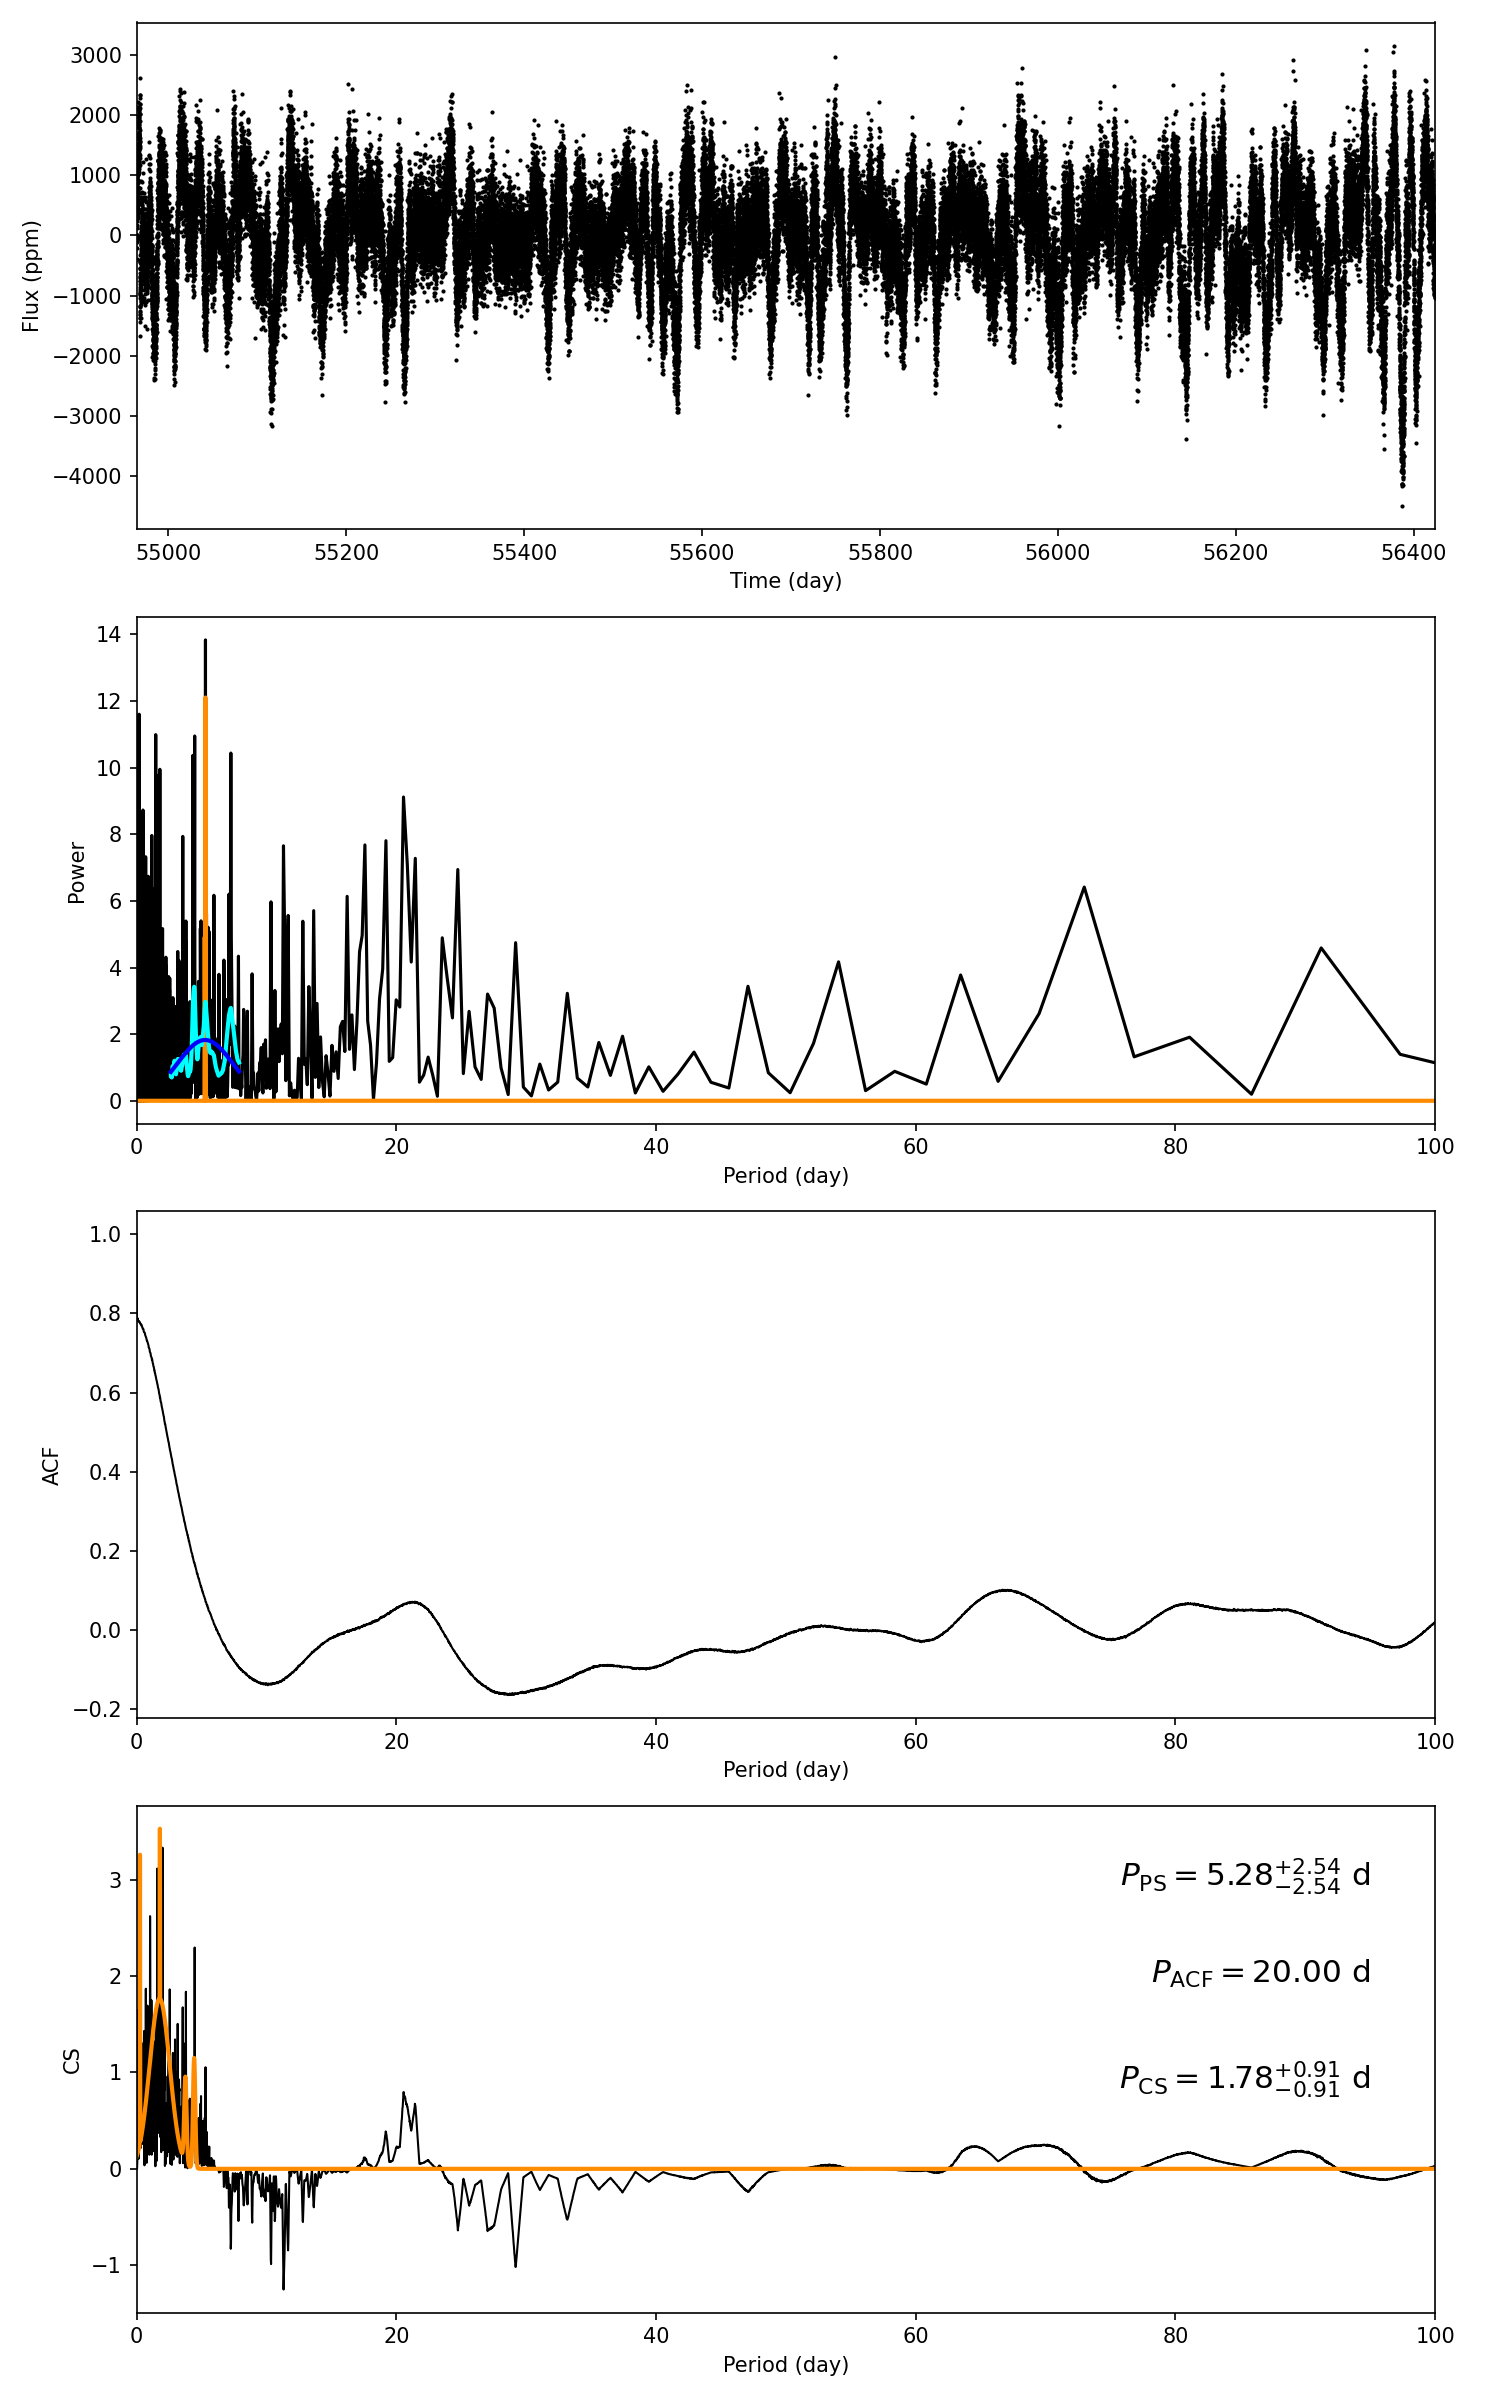 3000
2000
1000
0
−1000
−2000
−3000
−4000
Flux (ppm)
55000 55200 55400 55600 55800 56000 56200 56400
Time (day)
14
12
10
8
6
4
2
0
Power
0 20 40 60 80 100
Period (day)
1.0
0.8
0.6
0.4
0.2
0.0
−0.2
ACF
0 20 40 60 80 100
Period (day)
3
2
1
0
−1
CS
P_PS = 5.28^{+2.54}_{−2.54} d
P_ACF = 20.00 d
P_CS = 1.78^{+0.91}_{−0.91} d
0 20 40 60 80 100
Period (day)